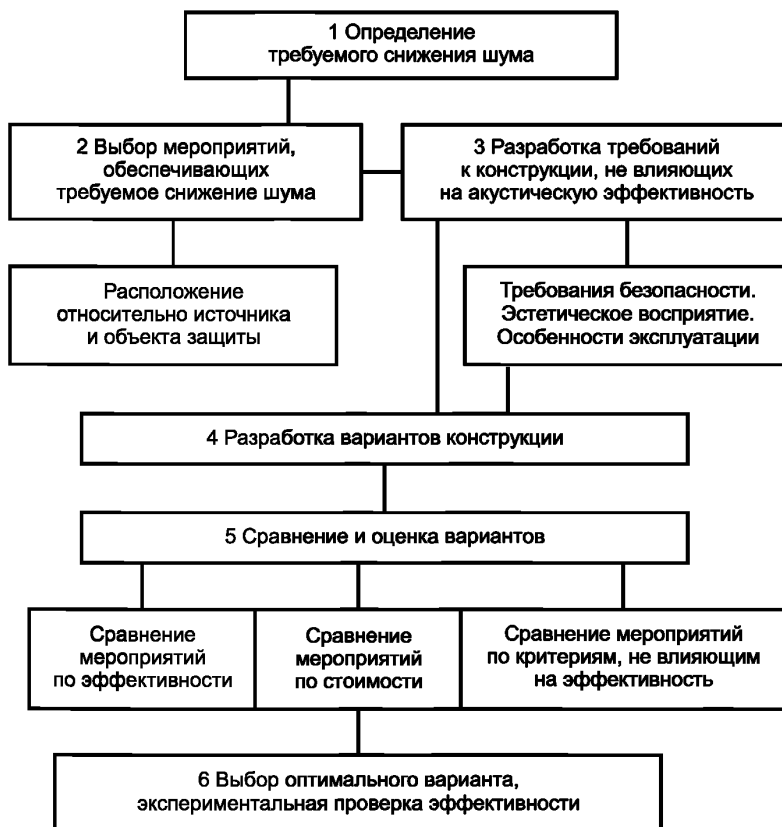 1 Определение
требуемого снижения шума
2 Выбор мероприятий,
обеспечивающих
требуемое снижение шума
3 Разработка требований
к конструкции, не влияющих
на акустическую эффективность
Расположение
относительно источника
и объекта защиты
Требования безопасности.
Эстетическое восприятие.
Особенности эксплуатации
4 Разработка вариантов конструкции
5 Сравнение и оценка вариантов
Сравнение
мероприятий
по эффективности
Сравнение
мероприятий
по стоимости
Сравнение мероприятий
по критериям, не влияющим
на эффективность
6 Выбор оптимального варианта,
экспериментальная проверка эффективности